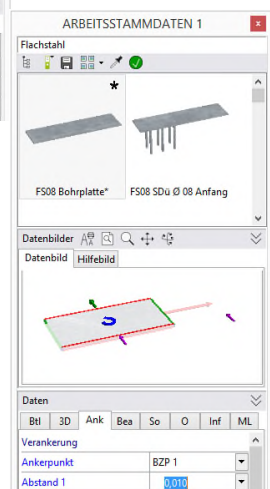 ARBEITSSTAMMDATEN 1
x
Flachstahl
*
FS08 Bohrplatte* FS08 SDü Ø 08 Anfang
Datenbilder
Datenbild Hilfebild
Daten
Btl 3D Ank Bea So O Inf ML
Verankerung
Ankerpunkt BZP 1
Abstand 1 0,010